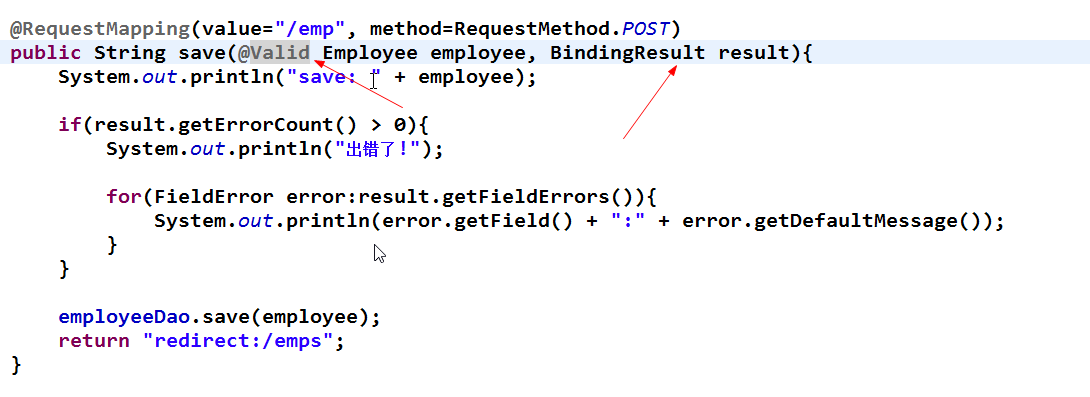 @RequestMapping(value="/emp", method=RequestMethod.POST)
public String save(@Valid Employee employee, BindingResult result){
System.out.println("save: " + employee);
if(result.getErrorCount() > 0){
System.out.println("出错了!");
for(FieldError error:result.getFieldErrors()){
System.out.println(error.getField() + ":" + error.getDefaultMessage());
}
}
employeeDao.save(employee);
return "redirect:/emps";
}